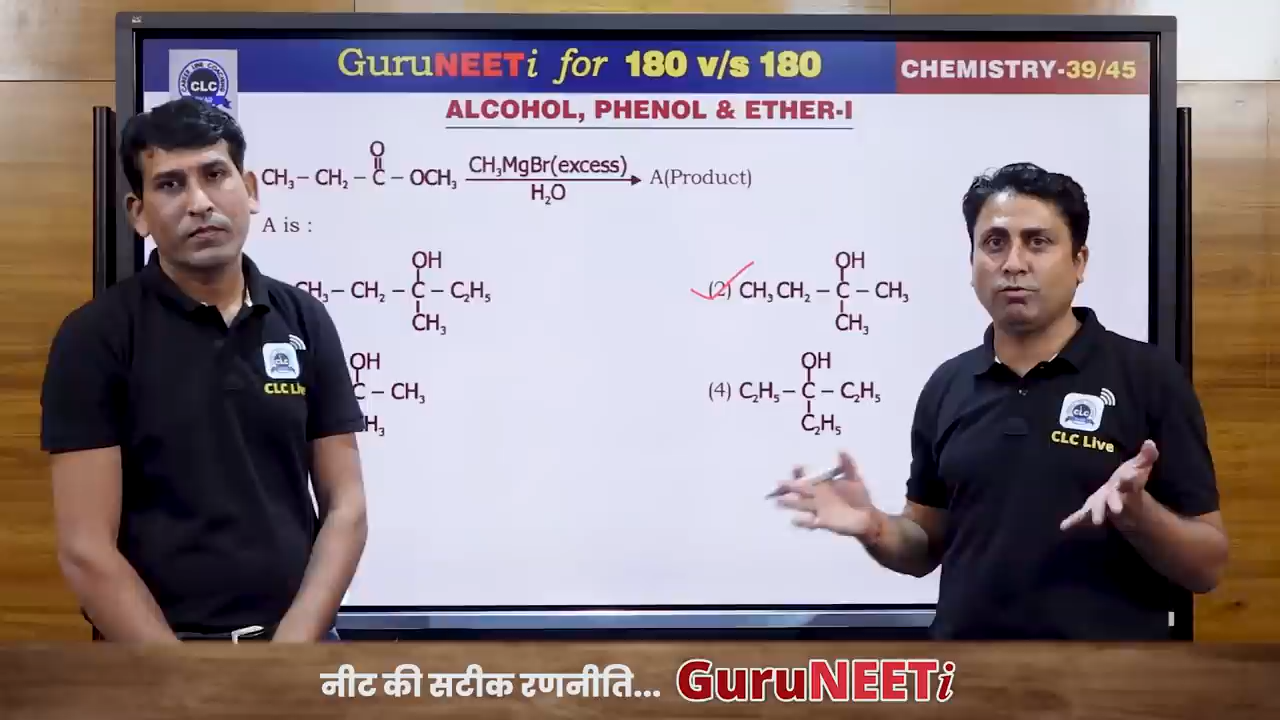 GuruNEETi for 180 v/s 180
CHEMISTRY-39/45
CLC
ALCOHOL, PHENOL & ETHER-I
O
CH₃– CH₂ – C – OCH₃ CH₃MgBr(excess) A(Product)
H₂O
A is :
OH
CH₃ – CH₂ – C – C₂H₅
CH₃
OH
(2) CH₃CH₂ – C – CH₃
CH₃
OH
C – CH₃
CH₃
OH
(4) C₂H₅ – C – C₂H₅
C₂H₅
CLC Live
CLC
CLC Live
नीट की सटीक रणनीति... GuruNEETi